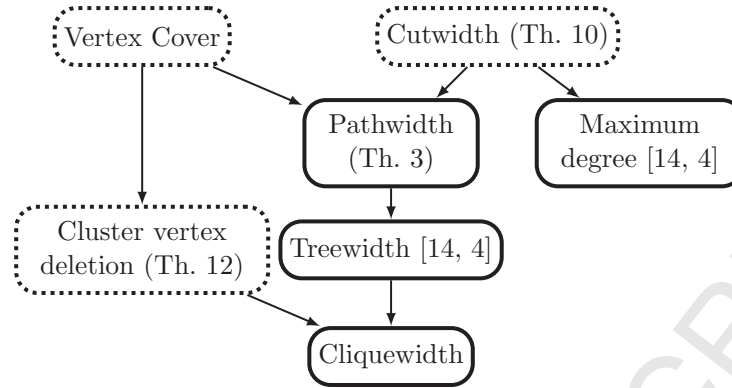 Vertex Cover
Cutwidth (Th. 10)
Pathwidth
(Th. 3)
Maximum
degree [14, 4]
Cluster vertex
deletion (Th. 12)
Treewidth [14, 4]
Cliquewidth